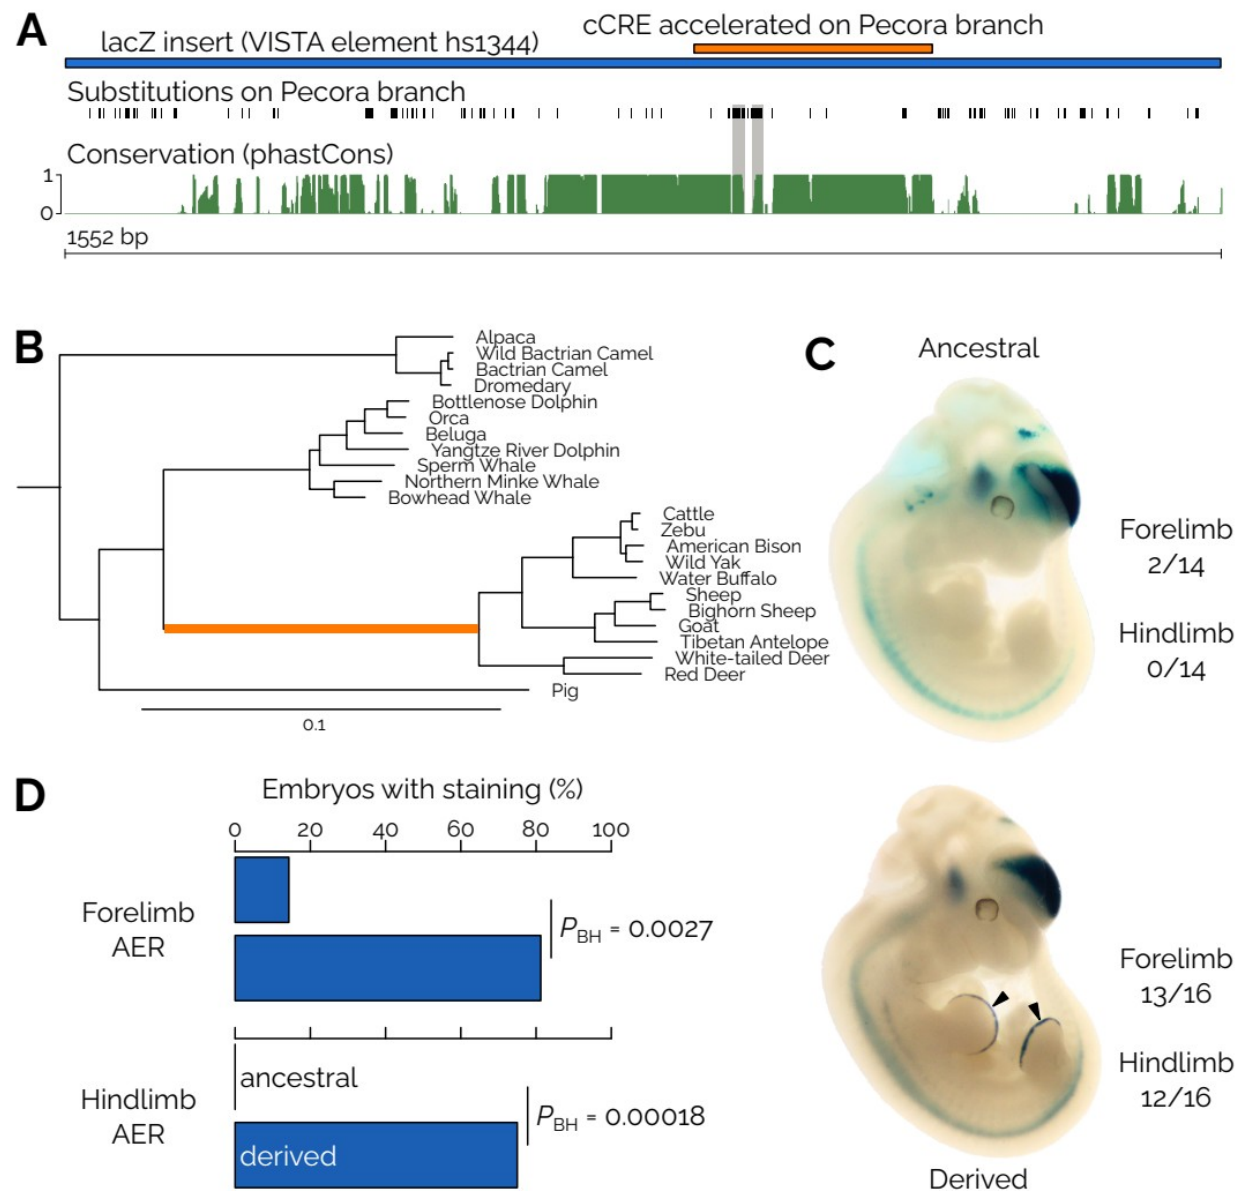 A
lacZ insert (VISTA element hs1344)
cCRE accelerated on Pecora branch
Substitutions on Pecora branch
Conservation (phastCons)
1
0
1552 bp
B
Alpaca
Wild Bactrian Camel
Bactrian Camel
Dromedary
Bottlenose Dolphin
Orca
Beluga
Yangtze River Dolphin
Sperm Whale
Northern Minke Whale
Bowhead Whale
Cattle
Zebu
American Bison
Wild Yak
Water Buffalo
Sheep
Bighorn Sheep
Goat
Tibetan Antelope
White-tailed Deer
Red Deer
Pig
0.1
C
Ancestral
Forelimb
2/14
Hindlimb
0/14
D
Embryos with staining (%)
0 20 40 60 80 100
Forelimb
AER
PBH = 0.0027
Hindlimb
AER
ancestral
derived
PBH = 0.00018
Forelimb
13/16
Hindlimb
12/16
Derived